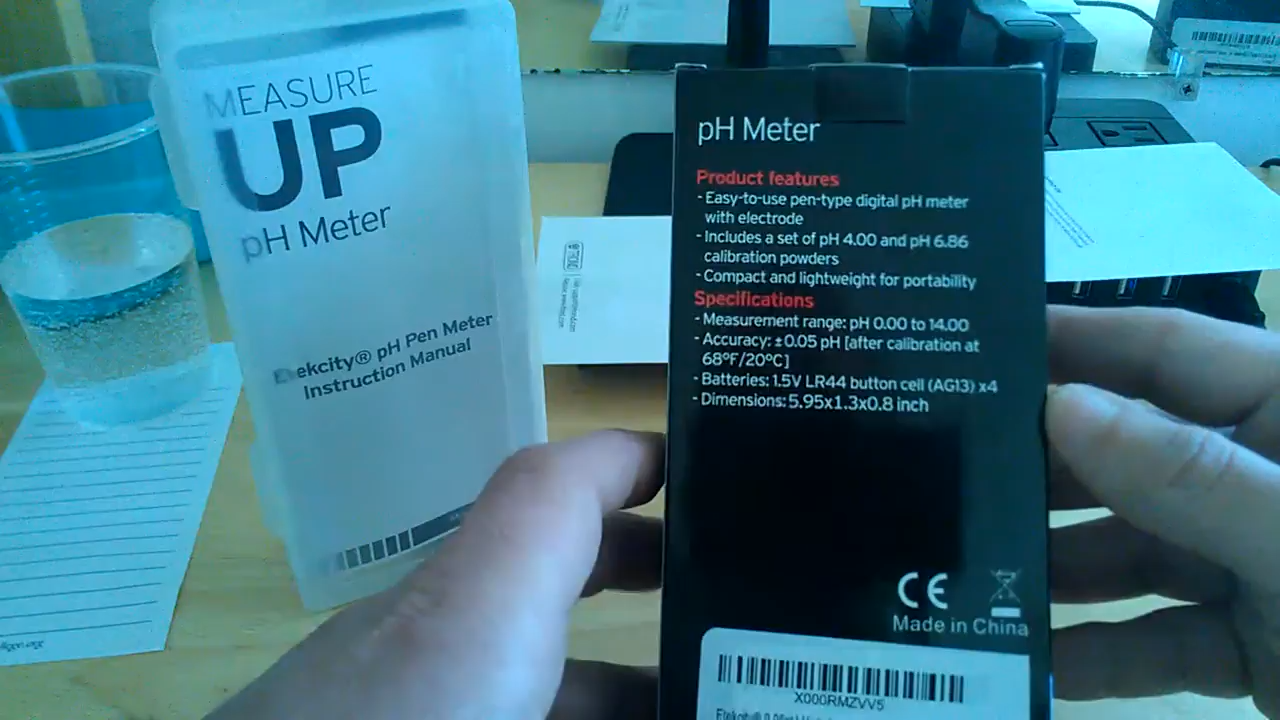 MEASURE
UP
pH Meter
Etekcity® pH Pen Meter
Instruction Manual
pH Meter
Product features
- Easy-to-use pen-type digital pH meter
with electrode
- Includes a set of pH 4.00 and pH 6.86
calibration powders
- Compact and lightweight for portability
Specifications
- Measurement range: pH 0.00 to 14.00
- Accuracy: ±0.05 pH [after calibration at
68°F/20°C]
- Batteries: 1.5V LR44 button cell (AG13) x4
- Dimensions: 5.95x1.3x0.8 inch
CE
Made in China
X000RMZVV5